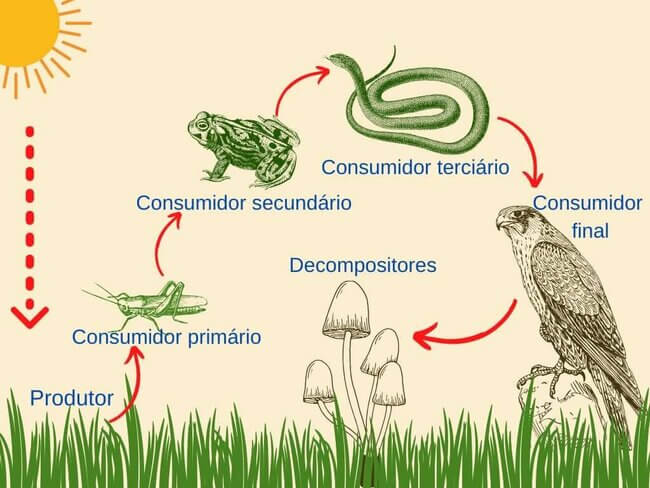 Consumidor terciário
Consumidor secundário
Consumidor
final
Decompositores
Consumidor primário
Produtor